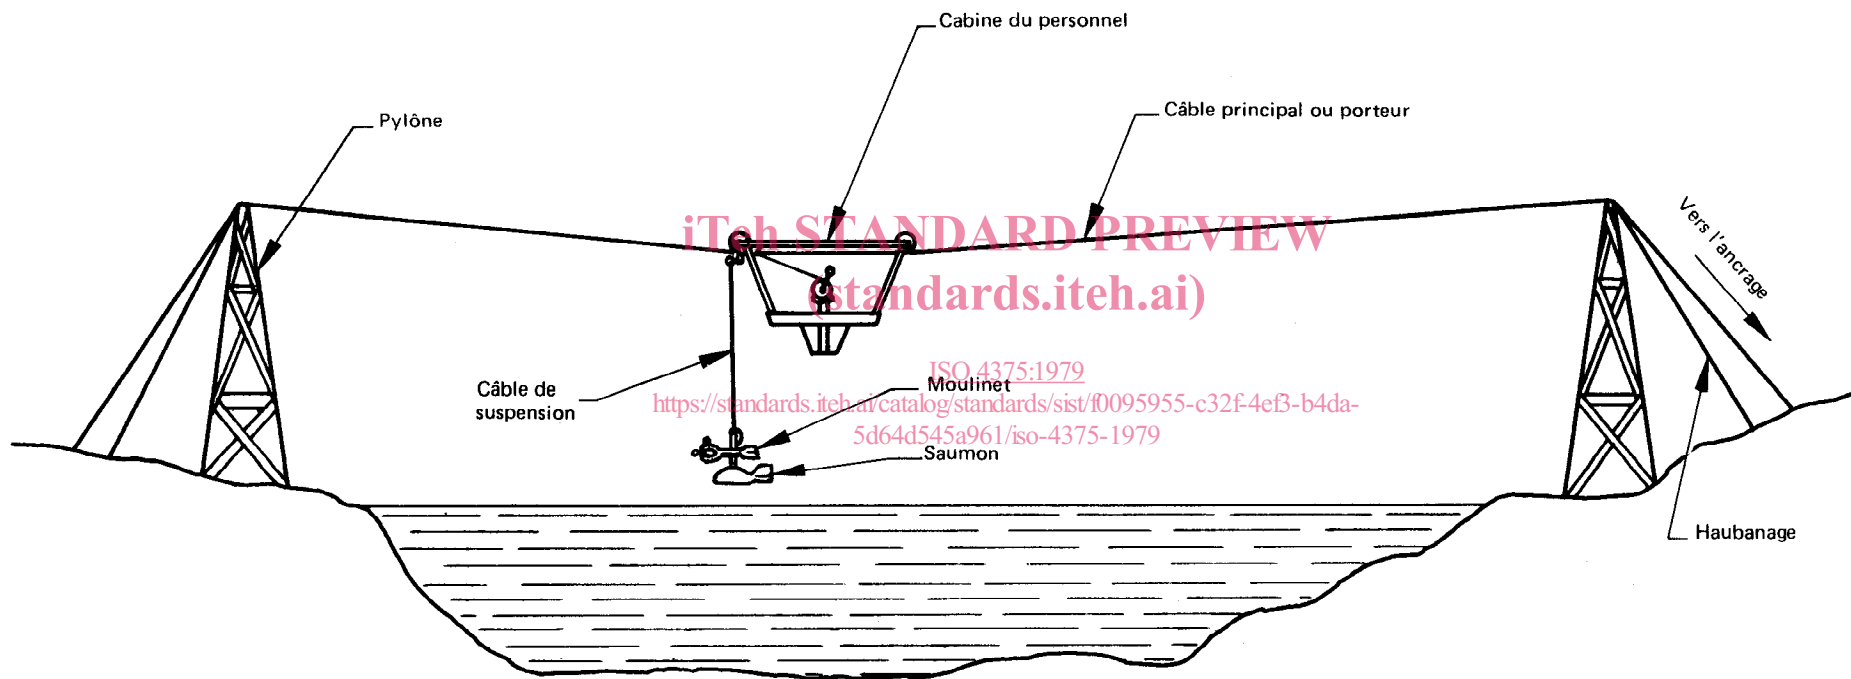 Cabine du personnel
Câble principal ou porteur
Pylône
Vers l'ancrage
iTeh STANDARD PREVIEW
(standards.iteh.ai)
ISO 4375:1979
https://standards.iteh.ai/catalog/standards/sist/f0095955-c32f-4ef3-b4da-
5d64d545a961/iso-4375-1979
Câble de
suspension
Moulinet
Saumon
Haubanage